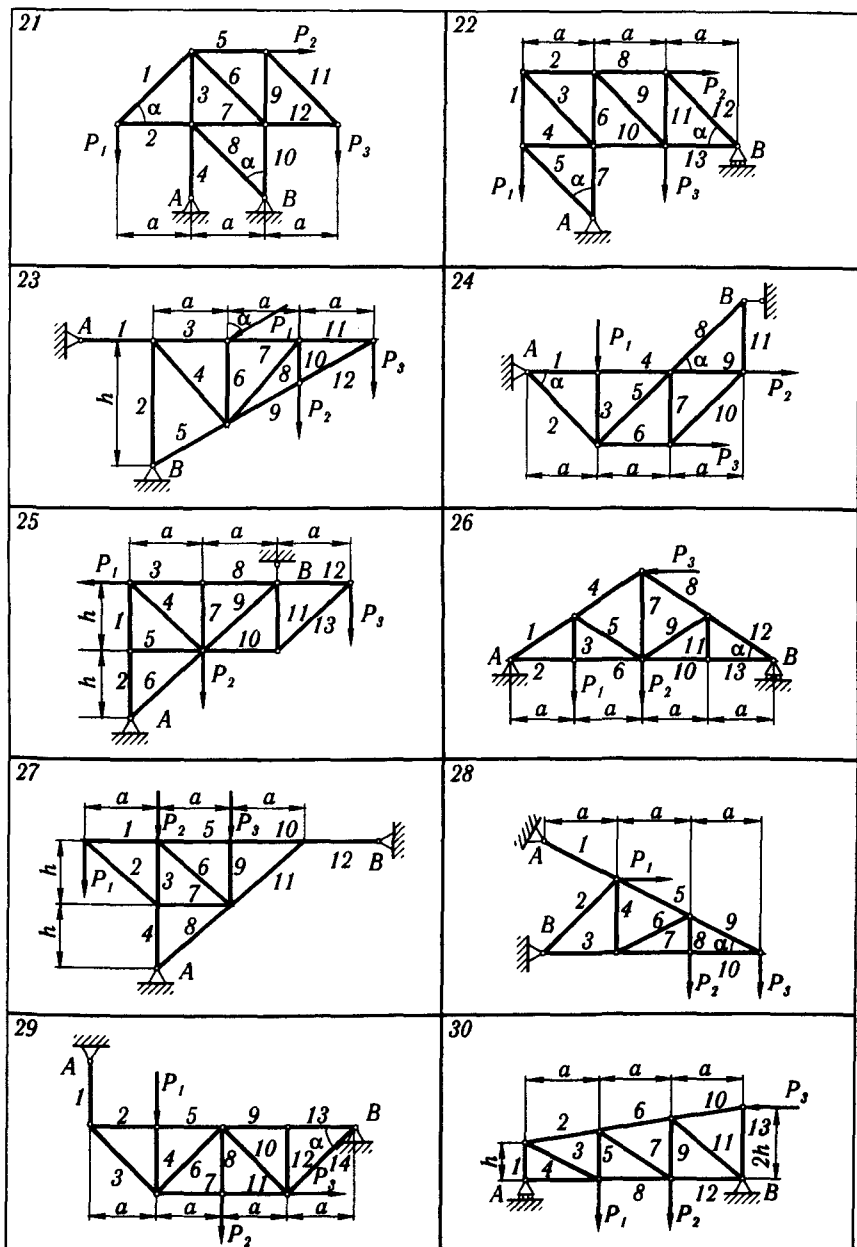 21
a a a
P₂
5
1 6 11
α 3 9
2 7 12
P₁ 8 P₃
4 α 10
A B
a a a
22
a a a
2 8
P₂
1 3 9 11 12
6
4 10 α B
13
5
P₁ α 7 P₃
A
23
a a a
α
A 1 3 P₁ 11
7
4 6 10 P₃
h 8 12
2 9
5 P₂
B
24
B
P₁ 8
A 1 4 α 9 11
α P₂
3 5 7 10
2
6 P₃
a a a
25
a a a
P₁ 3 8 B 12
h 1 4 7 9 11 13 P₃
5 10
h 2 6 P₂
A
26
P₃
4 8
7
1 5 9 12
A 3 11 α B
2 6 10 13
P₁ P₂
a a a a
27
a a a
P₂ P₃
1 5 10
12 B
h 2 3 6 9 11
P₁ 7
h 4 8
A
28
a a a
1
A
P₁
5
2 4 9
B 6
3 7 8 α
10
P₂ P₃
29
A
P₁
1
2 5 9 13 B
α
3 4 6 8 10 12 14
7 11 P₃
a a a a
P₂
30
a a a
P₃
10
2 6 13
h 1 3 5 7 9 11 2h
4
A 8 12 B
P₁ P₂